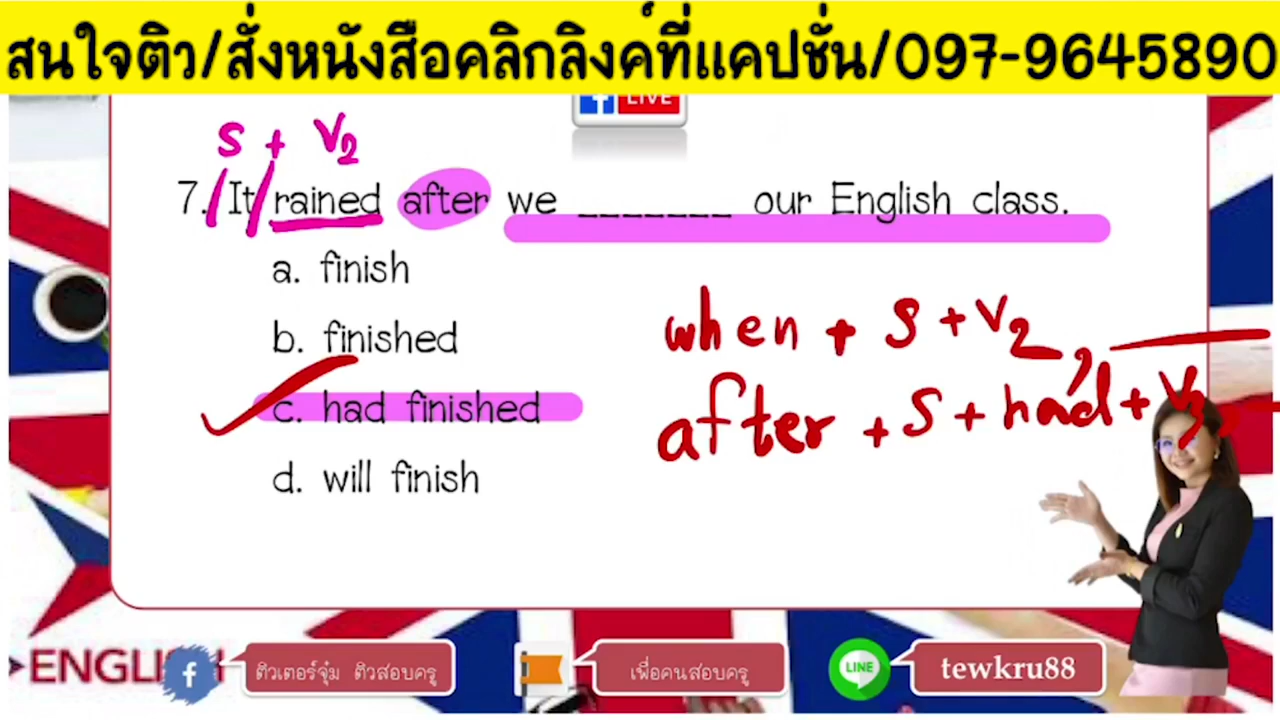 สนใจติว/สั่งหนังสือคลิกลิงค์ที่แคปชั่น/097-9645890
LIVE
S + V2
7. It rained after we _______ our English class.
a. finish
b. finished
c. had finished
d. will finish
when + S + V2,
after + S + had + V3,
ENGLISH
ติวเตอร์จุ๋ม ติวสอบครู
เพื่อคนสอบครู
LINE
tewkru88